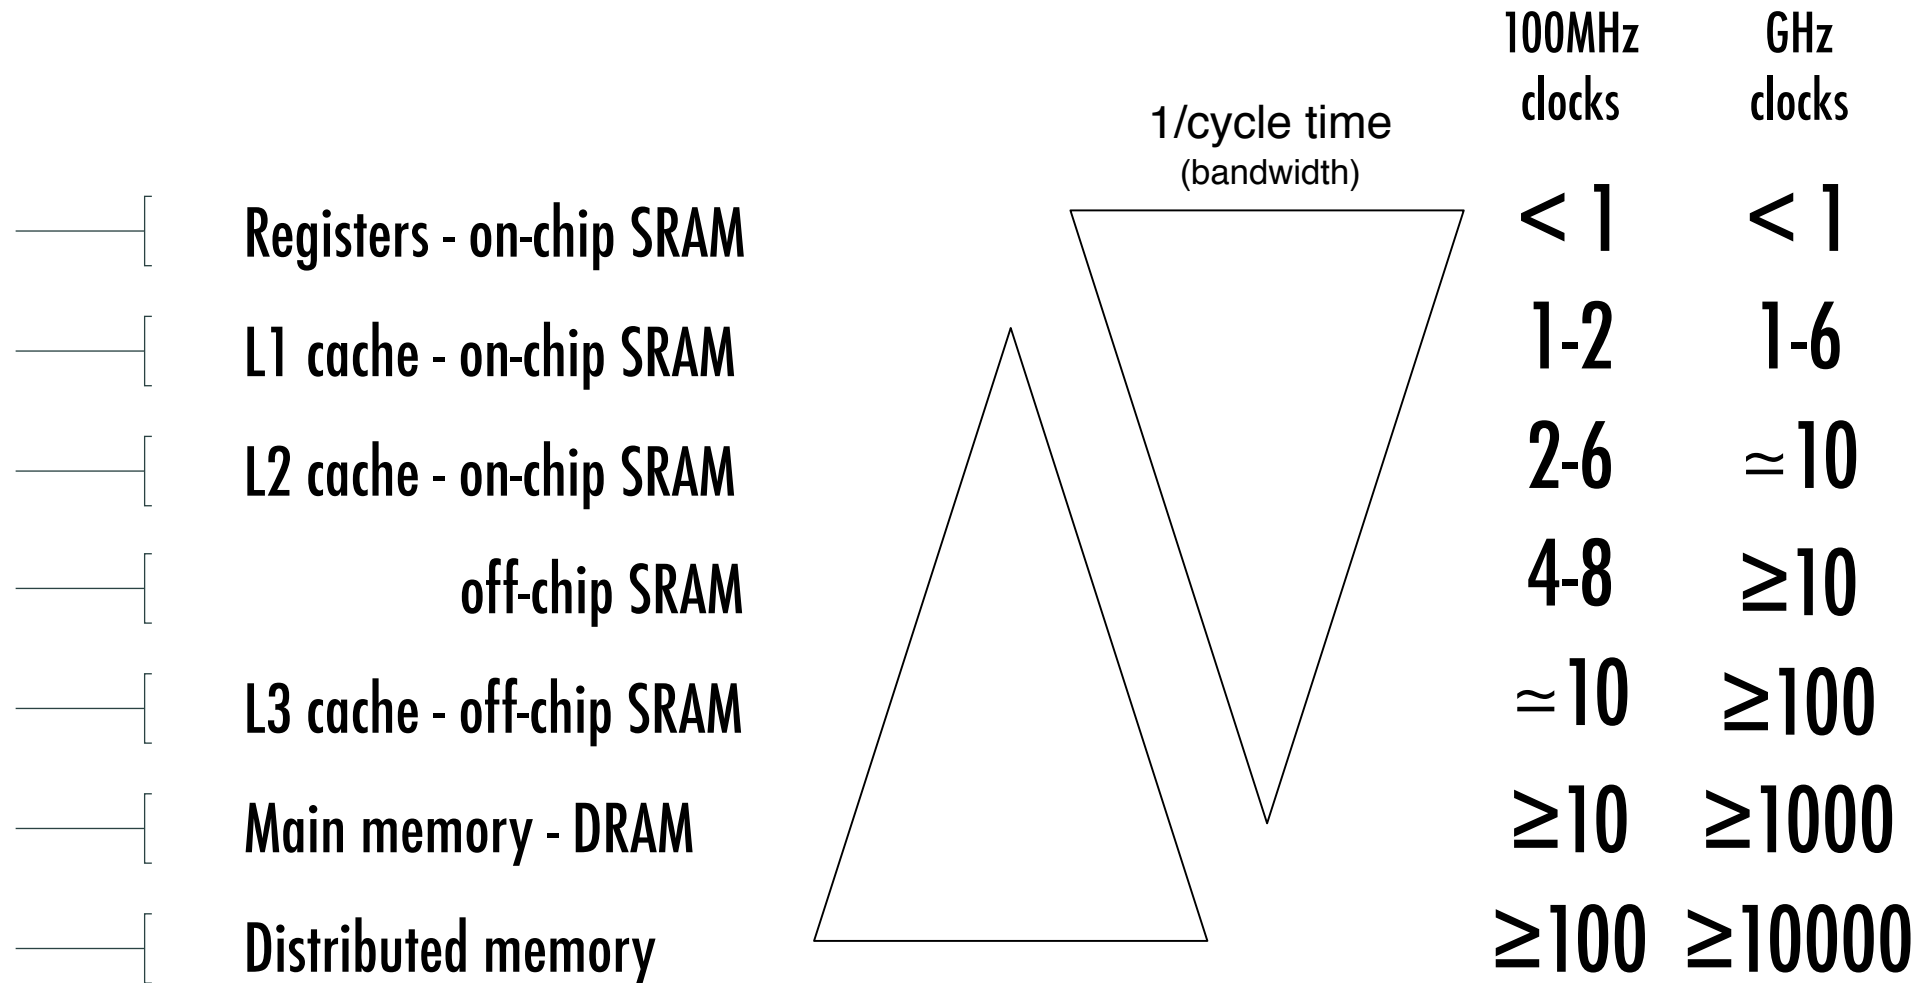 100MHz GHz
clocks clocks
1/cycle time
(bandwidth)
Registers - on-chip SRAM < 1 < 1
L1 cache - on-chip SRAM 1-2 1-6
L2 cache - on-chip SRAM 2-6 ≃10
off-chip SRAM 4-8 ≥10
L3 cache - off-chip SRAM ≃10 ≥100
Main memory - DRAM ≥10 ≥1000
Distributed memory ≥100 ≥10000